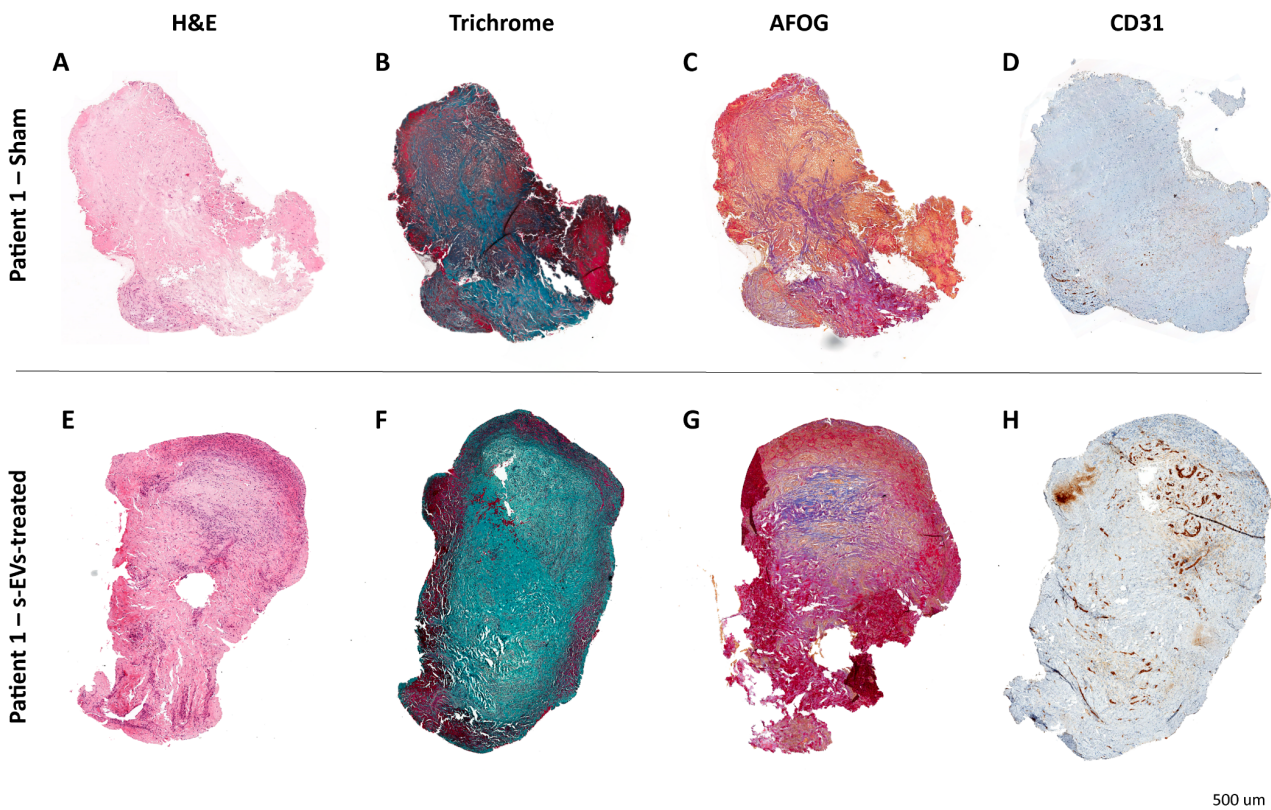 H&E Trichrome AFOG CD31
A B C D
Patient 1 – Sham
E F G H
Patient 1 – s-EVs-treated
500 um